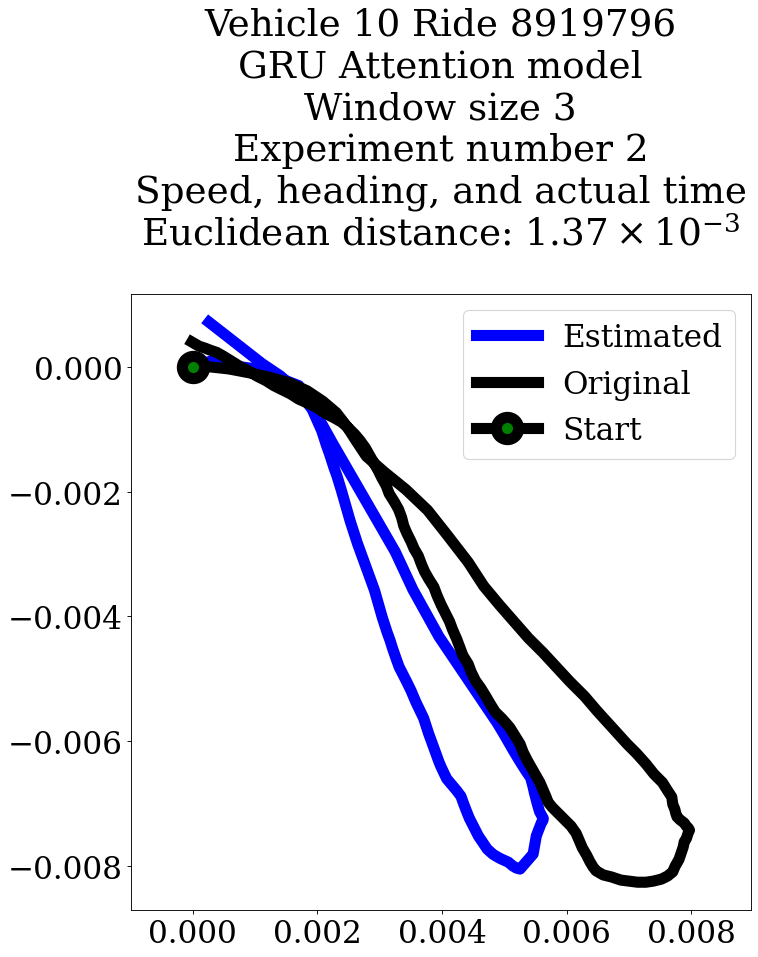 Vehicle 10 Ride 8919796
GRU Attention model
Window size 3
Experiment number 2
Speed, heading, and actual time
Euclidean distance: 1.37 × 10⁻³
Estimated
Original
Start
0.000
−0.002
−0.004
−0.006
−0.008
0.000 0.002 0.004 0.006 0.008